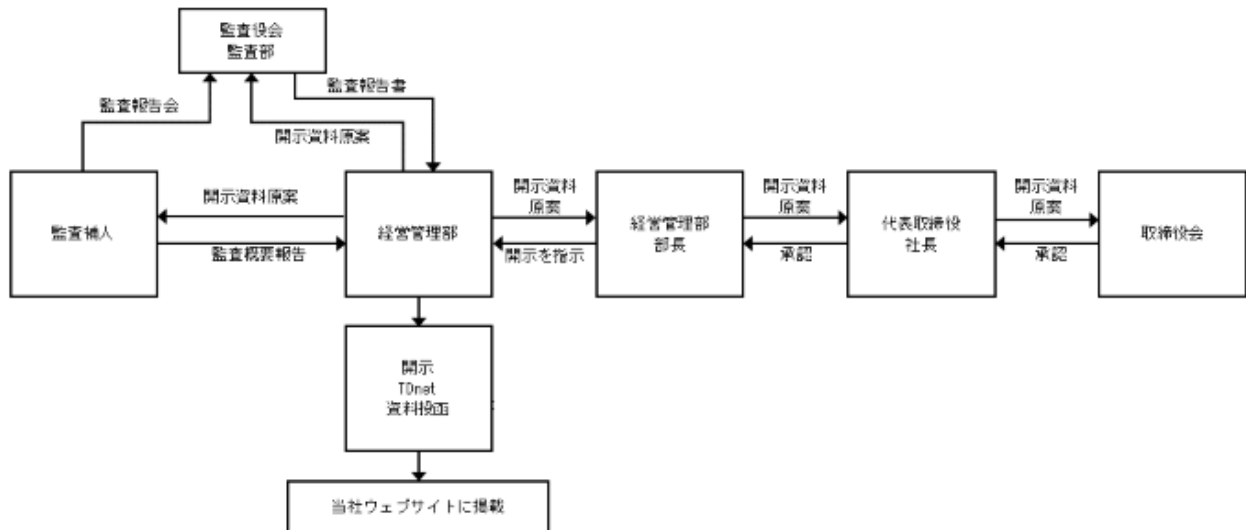 監査役会
監査部
監査報告書
監査報告会
開示資料原案
監査補人
開示資料原案
監査概要報告
経営管理部
開示資料
原案
開示を指示
経営管理部
部長
開示資料
原案
承認
代表取締役
社長
開示資料
原案
承認
取締役会
開示
TDnet
資料投函
当社ウェブサイトに掲載